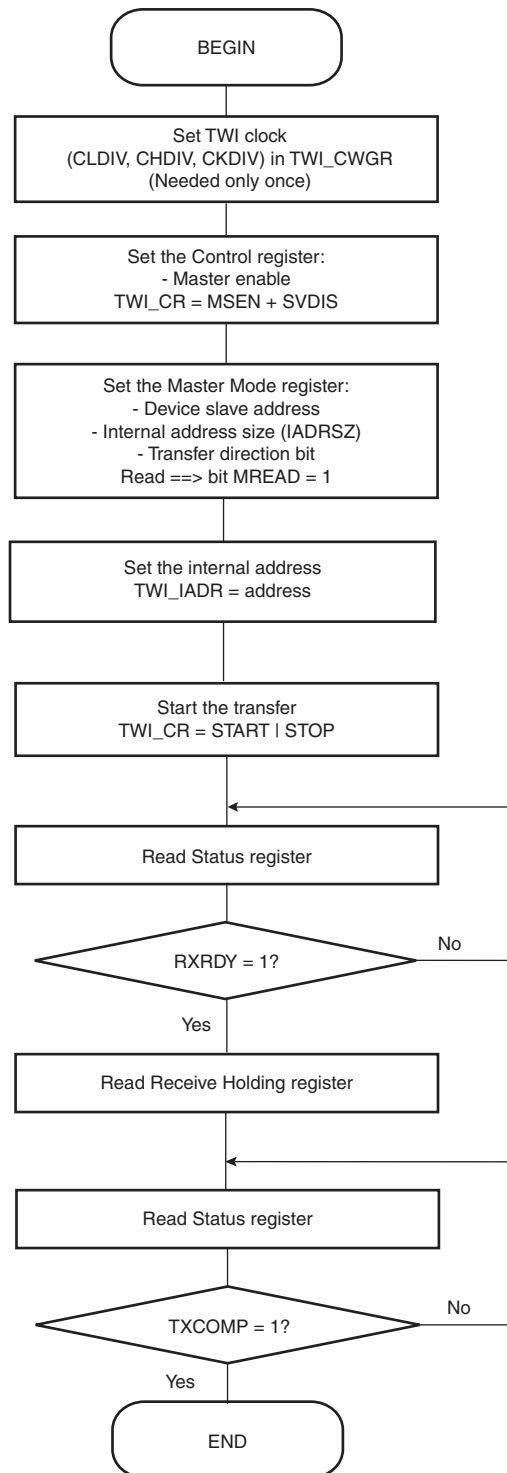 BEGIN
Set TWI clock
(CLDIV, CHDIV, CKDIV) in TWI_CWGR
(Needed only once)
Set the Control register:
- Master enable
TWI_CR = MSEN + SVDIS
Set the Master Mode register:
- Device slave address
- Internal address size (IADRSZ)
- Transfer direction bit
Read ==> bit MREAD = 1
Set the internal address
TWI_IADR = address
Start the transfer
TWI_CR = START | STOP
Read Status register
RXRDY = 1?
No
Yes
Read Receive Holding register
Read Status register
TXCOMP = 1?
No
Yes
END